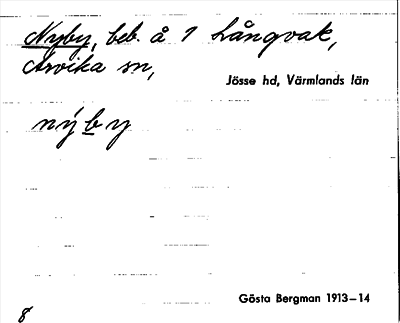 Nyby, beb. å 1 Långvak,
Arvika sn,
Jösse hd, Värmlands län
nýby
Gösta Bergman 1913–14
8